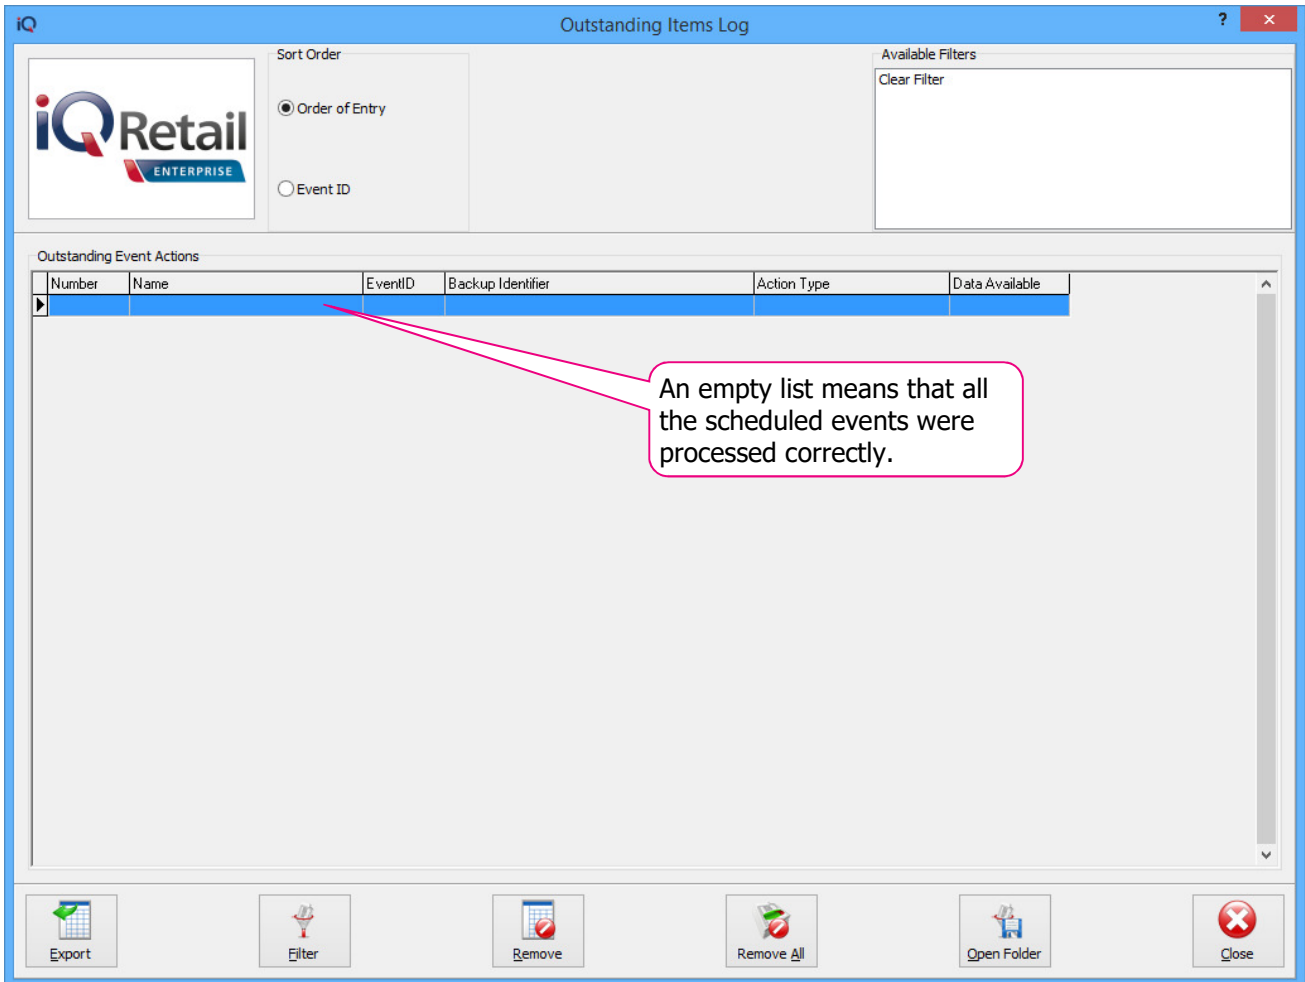 iQ
Outstanding Items Log
?
iQ Retail
ENTERPRISE
Sort Order
Order of Entry
Event ID
Available Filters
Clear Filter
Outstanding Event Actions
Number Name EventID Backup Identifier Action Type Data Available
An empty list means that all
the scheduled events were
processed correctly.
Export Filter Remove Remove All Open Folder Close